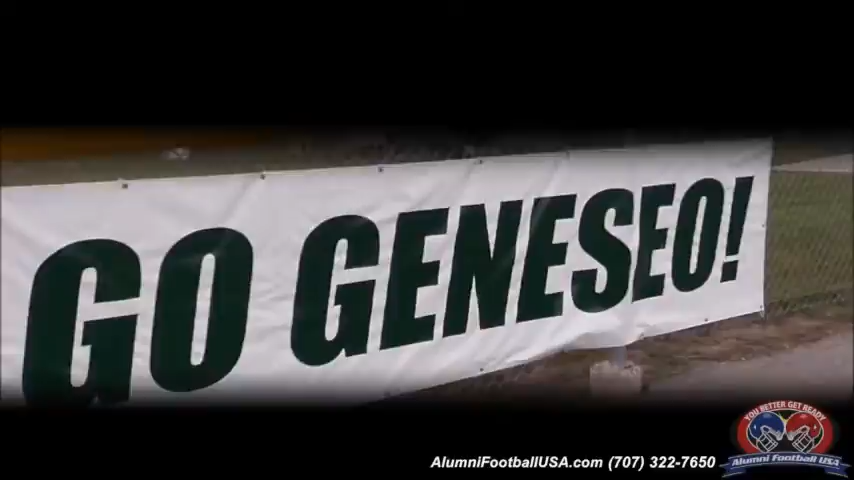 GO GENESEO!
YOU BETTER GET READY
Alumni Football USA
AlumniFootballUSA.com (707) 322-7650